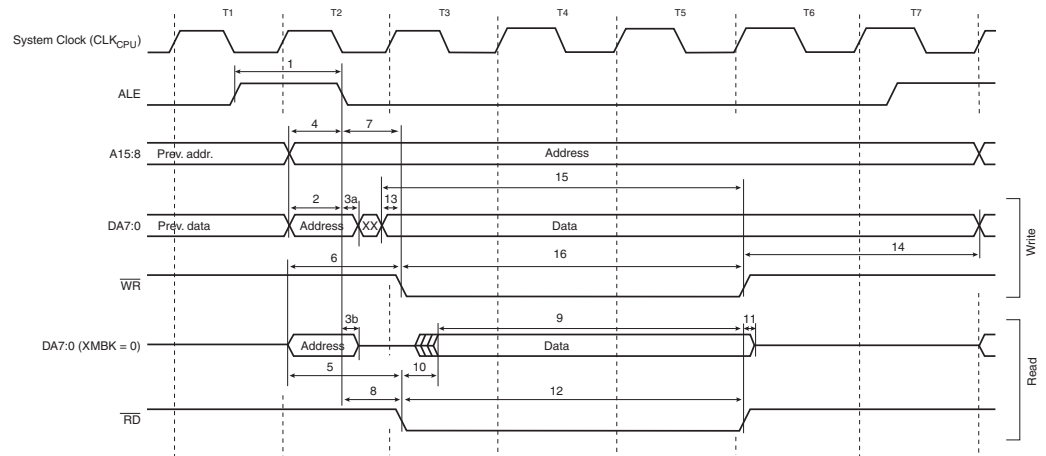 T1 T2 T3 T4 T5 T6 T7
System Clock (CLKCPU)
1
ALE
4 7
A15:8 Prev. addr. Address
15
2 3a 13
DA7:0 Prev. data Address XX Data
14
6 16
WR
Write
3b 9 11
DA7:0 (XMBK = 0) Address Data
5 10
8 12
RD
Read